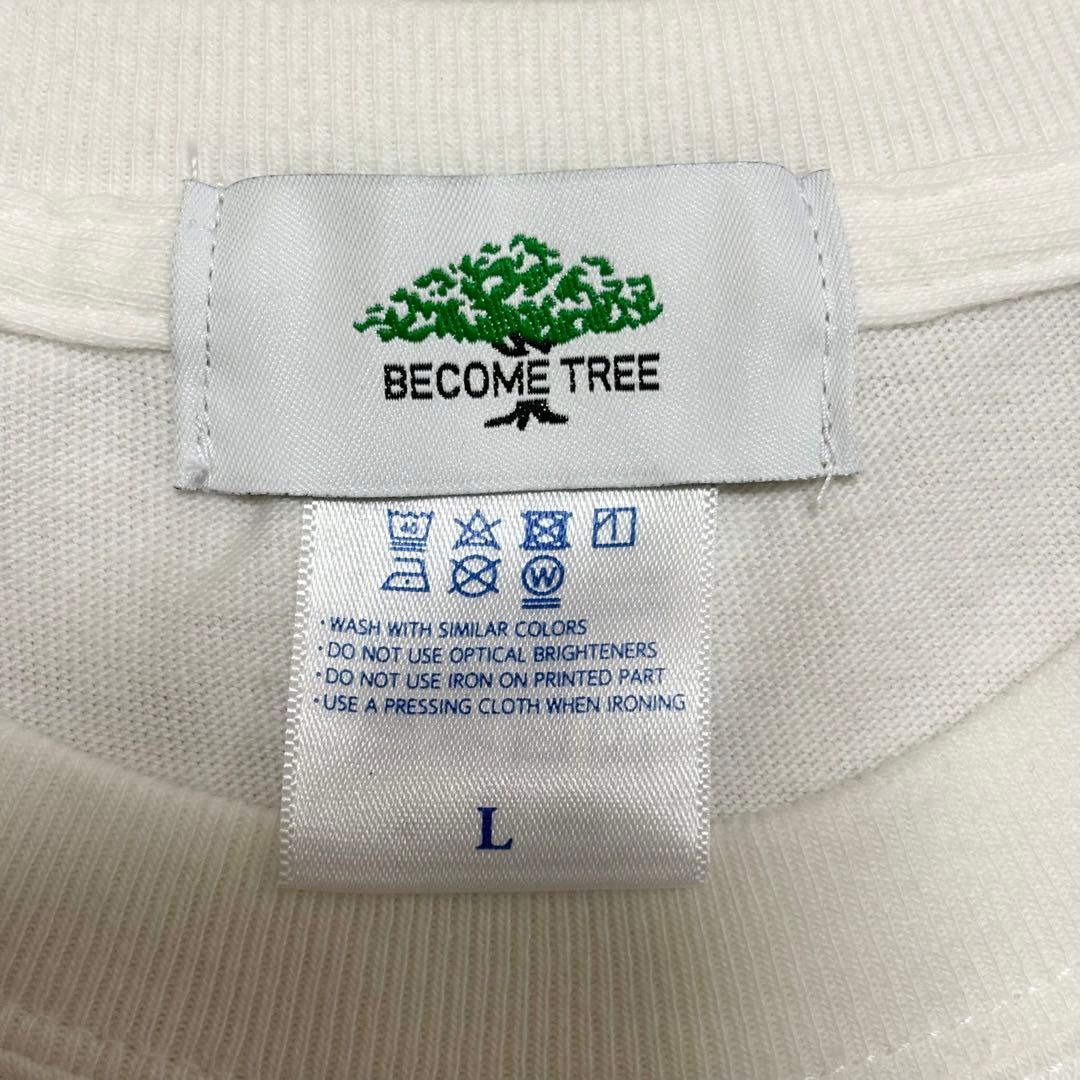 BECOME TREE
40
W
・WASH WITH SIMILAR COLORS
・DO NOT USE OPTICAL BRIGHTENERS
・DO NOT USE IRON ON PRINTED PART
・USE A PRESSING CLOTH WHEN IRONING
L